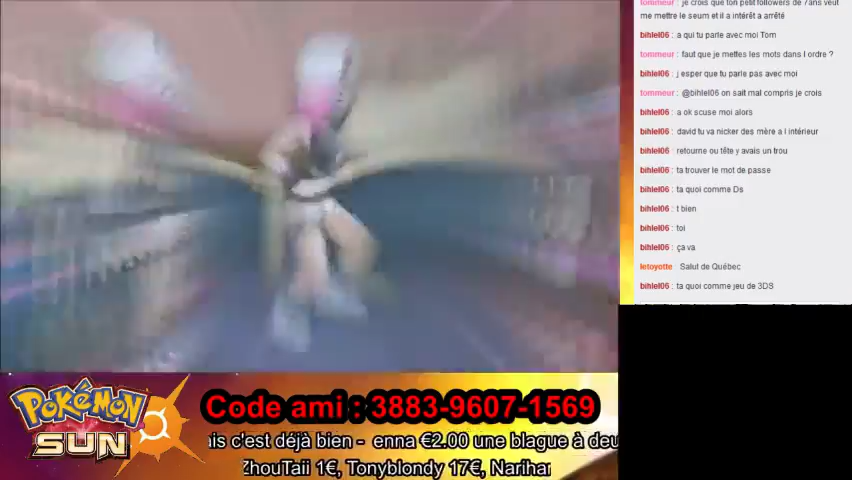 tommeur : je crois que ton petit followers de 7ans veut
me mettre le seum et il a intérêt a arrêté
bihlel06 : a qui tu parle avec moi Tom
tommeur : faut que je mettes les mots dans l ordre ?
bihlel06 : j esper que tu parle pas avec moi
tommeur : @bihlel06 on sait mal compris je crois
bihlel06 : a ok scuse moi alors
bihlel06 : david tu va nicker des mère a l intérieur
bihlel06 : retourne ou tête y avais un trou
bihlel06 : ta trouver le mot de passe
bihlel06 : ta quoi comme Ds
bihlel06 : t bien
bihlel06 : toi
bihlel06 : ça va
letoyotte : Salut de Québec
bihlel06 : ta quoi comme jeu de 3DS
POKÉMON
SUN
Code ami : 3883-9607-1569
ais c'est déjà bien - enna €2.00 une blague à deu
ZhouTaii 1€, Tonyblondy 17€, Narihar